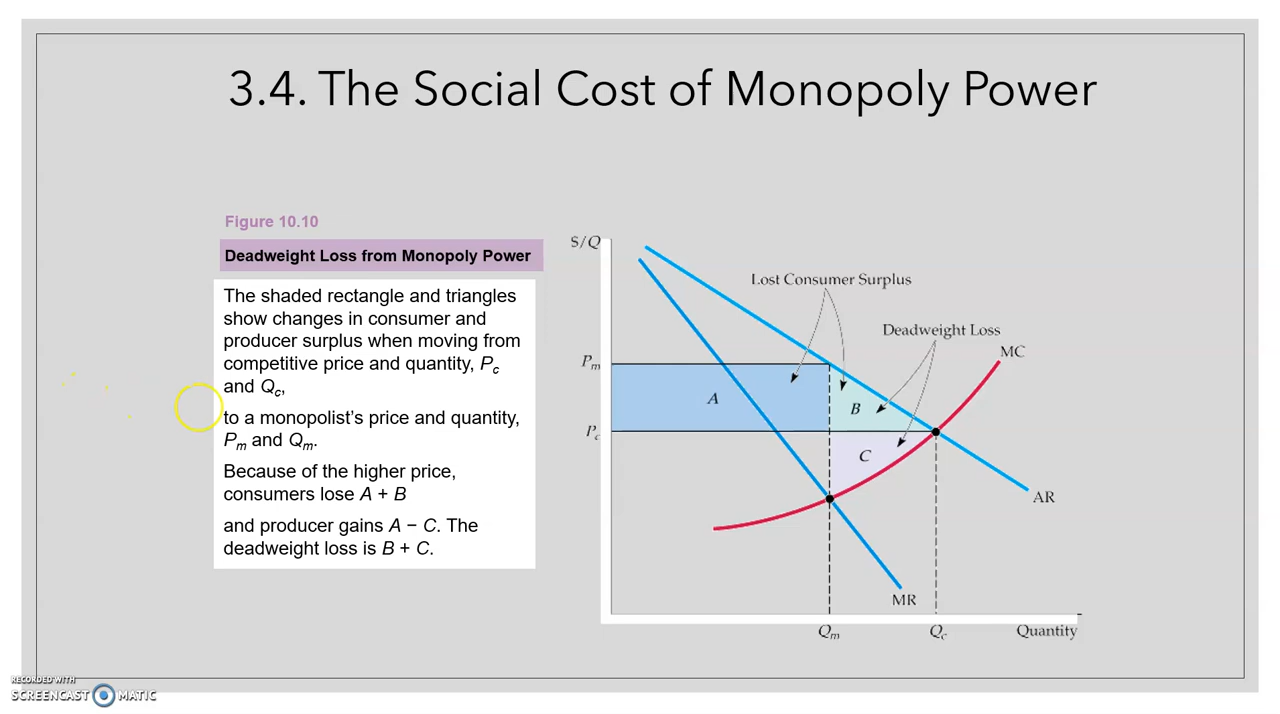 3.4. The Social Cost of Monopoly Power
Figure 10.10
Deadweight Loss from Monopoly Power
The shaded rectangle and triangles
show changes in consumer and
producer surplus when moving from
competitive price and quantity, Pc
and Qc,
to a monopolist’s price and quantity,
Pm and Qm.
Because of the higher price,
consumers lose A + B
and producer gains A − C. The
deadweight loss is B + C.
$/Q
Lost Consumer Surplus
Deadweight Loss
MC
Pm
A
B
Pc
C
AR
MR
Qm
Qc
Quantity
RECORDED WITH
SCREENCAST MATIC